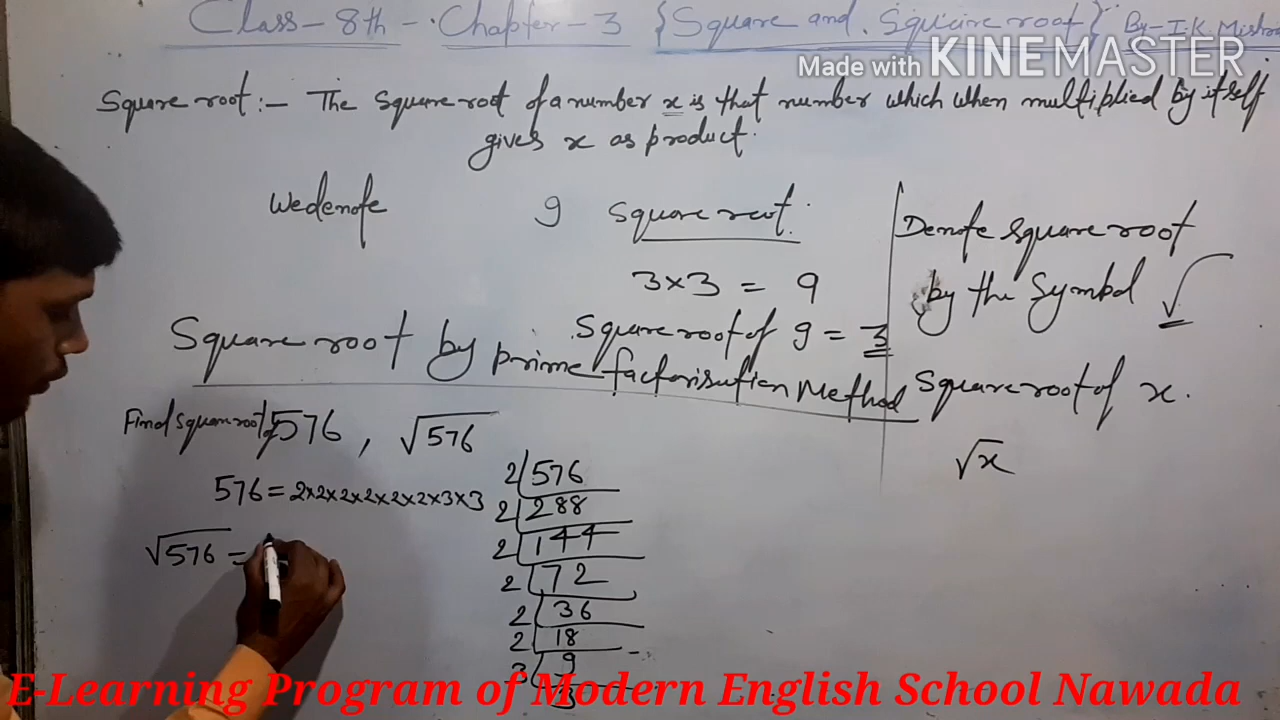 Class-8th-. Chapter-3 {Square and Square root} By-I.K. Mishra
Made with KINEMASTER
Square root:- The Square root of a number x is that number which when multiplied by itself
gives x as product.
We denote 9 Square root.
3×3 = 9
Square root of 9 = 3
Denote Square root
by the Symbol √
Square root of x.
√x
Square root by prime factorisation Method
Find square root of 576, √576
576 = 2×2×2×2×2×2×3×3
√576 =
2 576
2 288
2 144
2 72
2 36
2 18
3 9
3
E-Learning Program of Modern English School Nawada